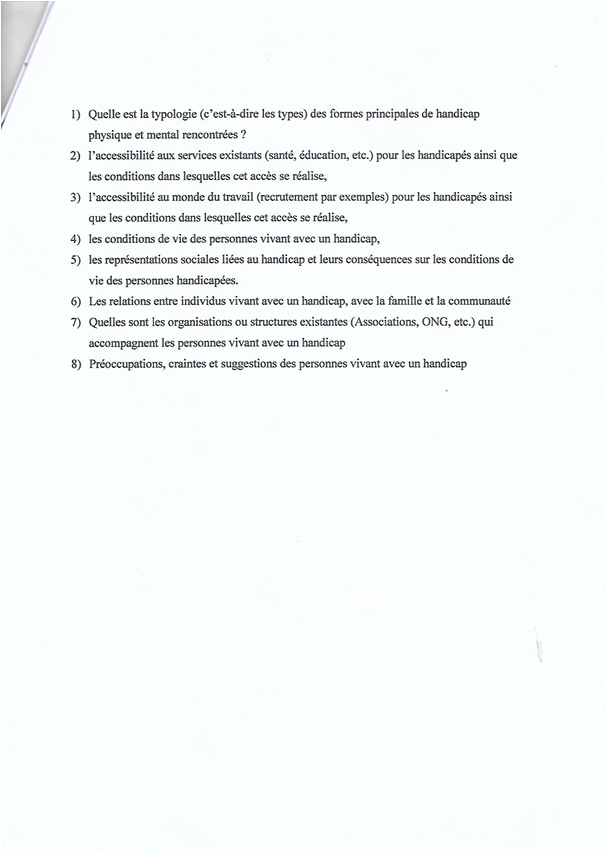 1) Quelle est la typologie (c'est-à-dire les types) des formes principales de handicap
physique et mental rencontrées ?
2) l'accessibilité aux services existants (santé, éducation, etc.) pour les handicapés ainsi que
les conditions dans lesquelles cet accès se réalise,
3) l'accessibilité au monde du travail (recrutement par exemples) pour les handicapés ainsi
que les conditions dans lesquelles cet accès se réalise,
4) les conditions de vie des personnes vivant avec un handicap,
5) les représentations sociales liées au handicap et leurs conséquences sur les conditions de
vie des personnes handicapées.
6) Les relations entre individus vivant avec un handicap, avec la famille et la communauté
7) Quelles sont les organisations ou structures existantes (Associations, ONG, etc.) qui
accompagnent les personnes vivant avec un handicap
8) Préoccupations, craintes et suggestions des personnes vivant avec un handicap